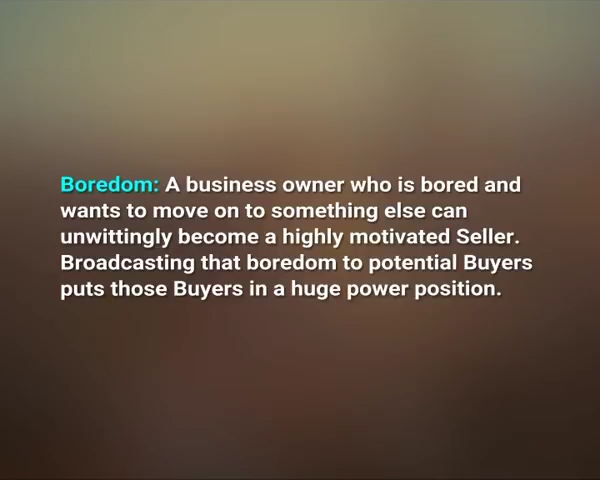 Boredom: A business owner who is bored and
wants to move on to something else can
unwittingly become a highly motivated Seller.
Broadcasting that boredom to potential Buyers
puts those Buyers in a huge power position.